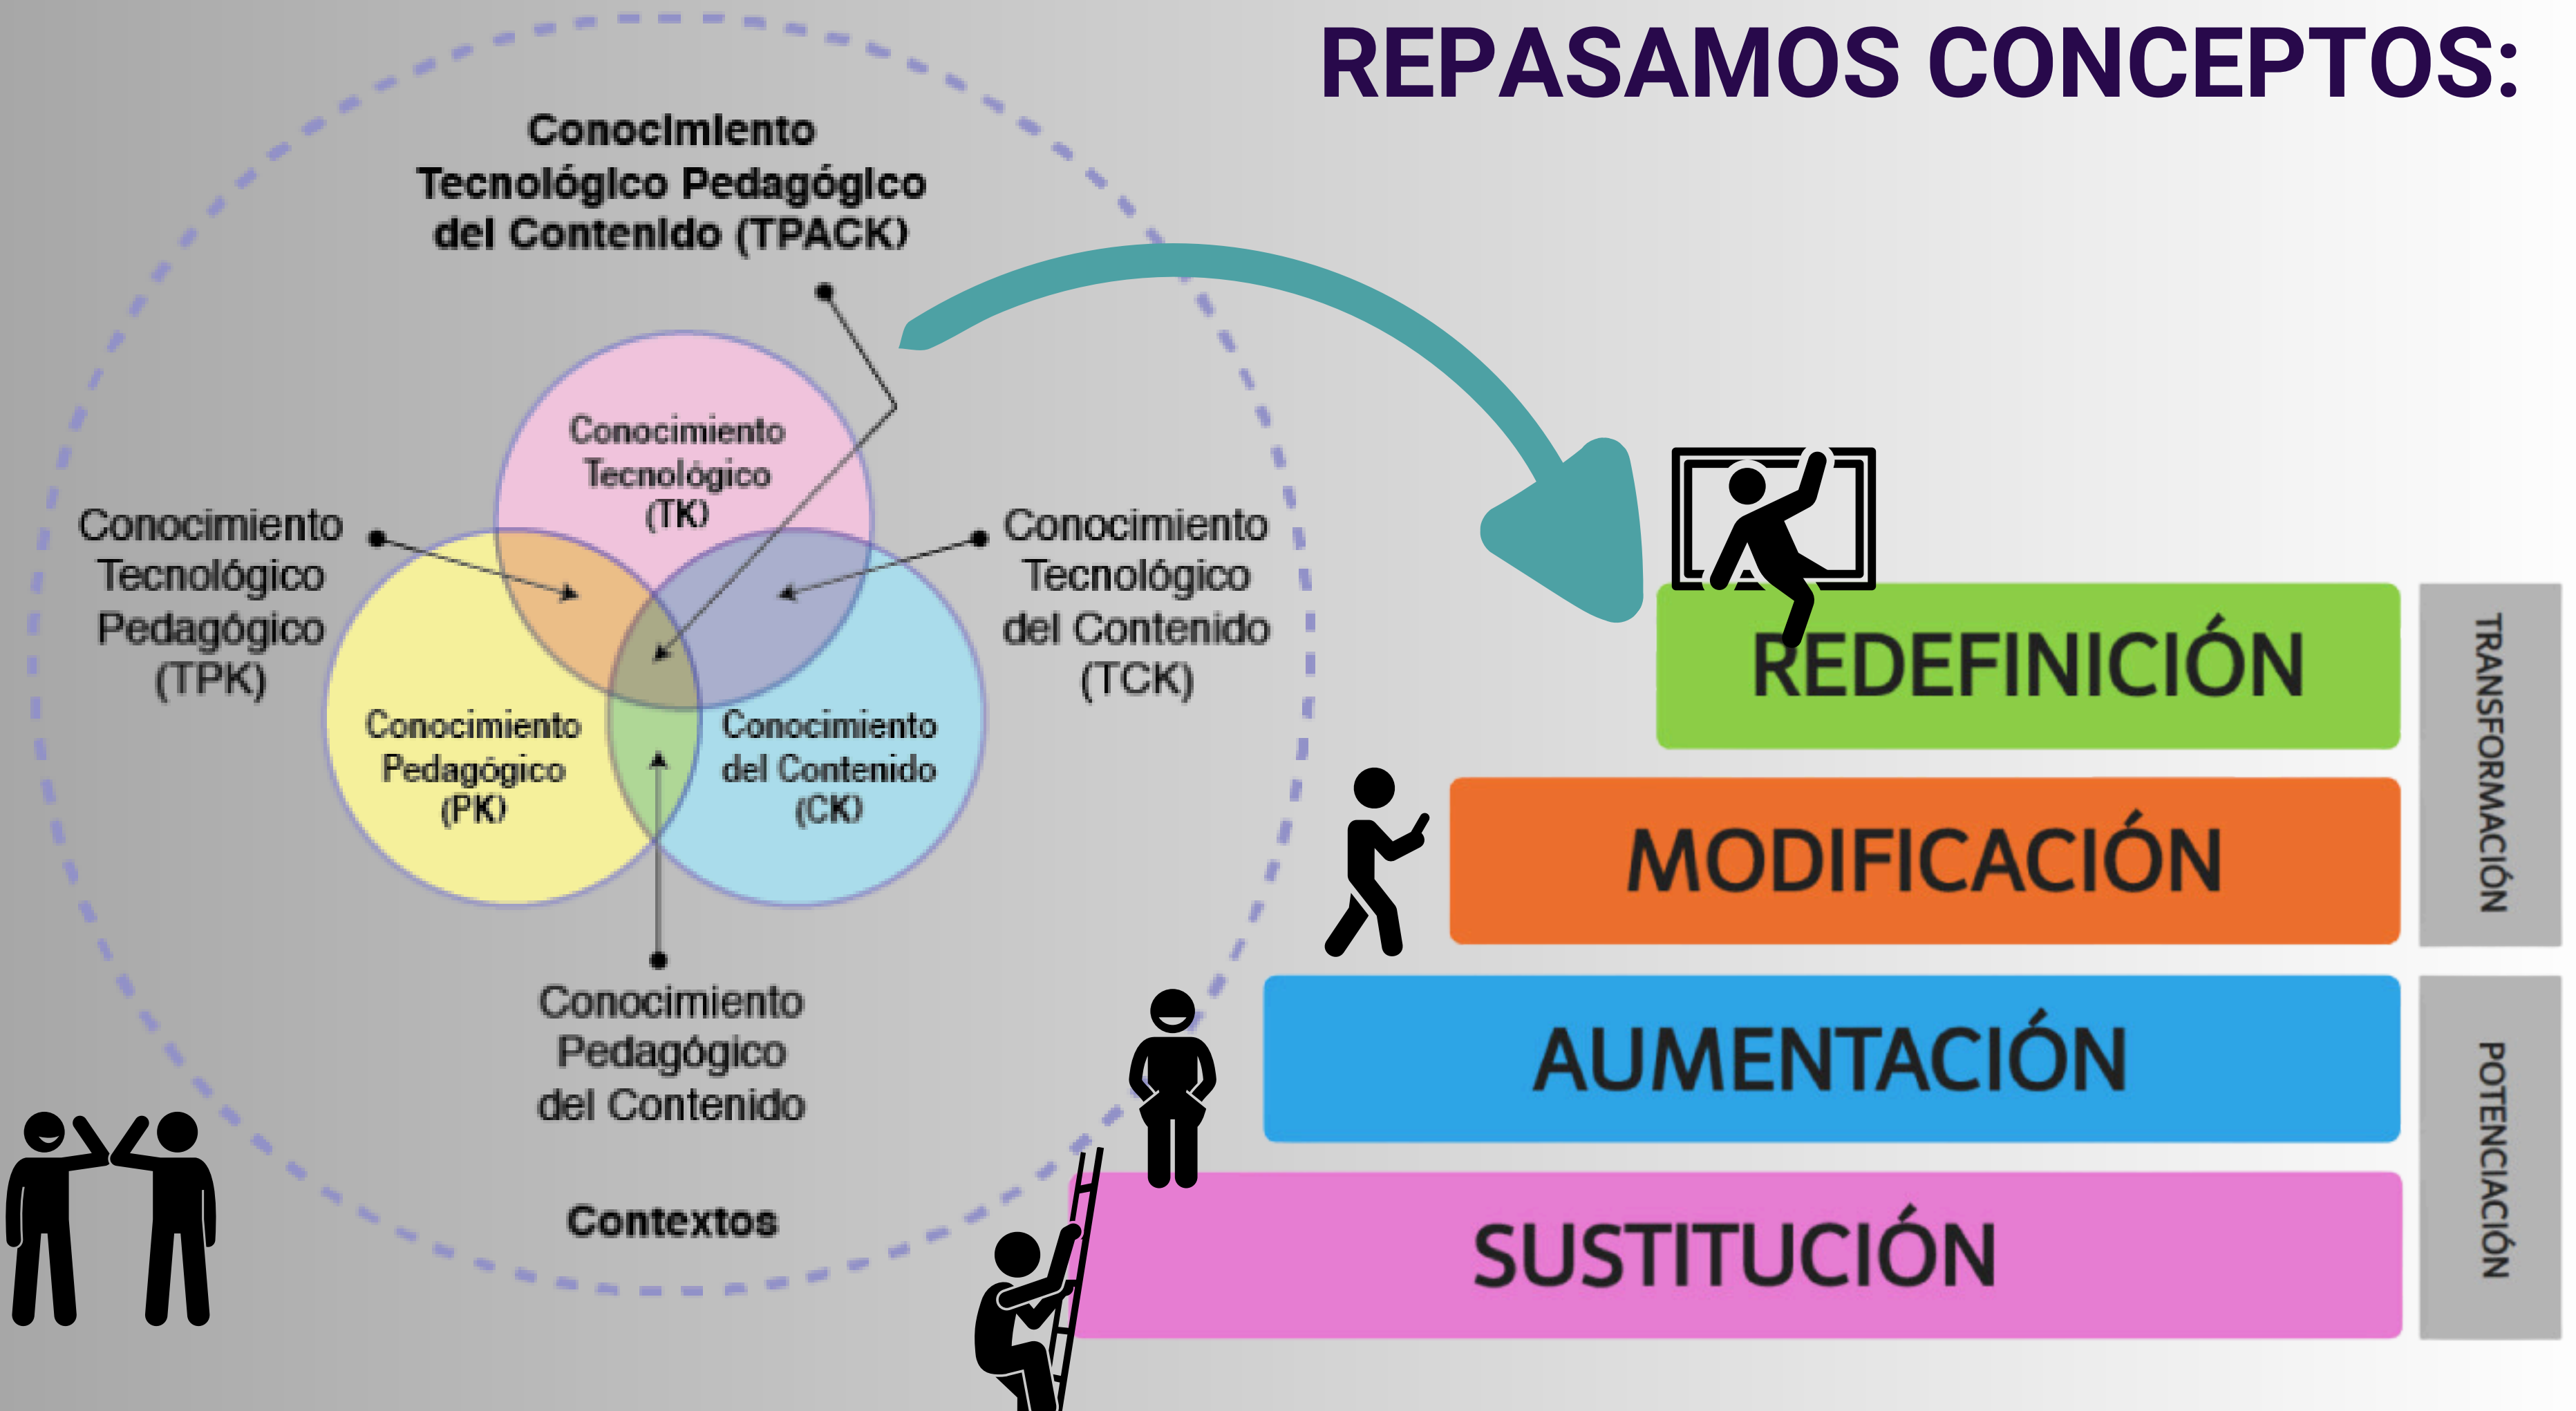 REPASAMOS CONCEPTOS:
Conocimiento
Tecnológico Pedagógico
del Contenido (TPACK)
Conocimiento
Tecnológico
(TK)
Conocimiento
Tecnológico
Pedagógico
(TPK)
Conocimiento
Tecnológico
del Contenido
(TCK)
Conocimiento
Pedagógico
(PK)
Conocimiento
del Contenido
(CK)
Conocimiento
Pedagógico
del Contenido
Contextos
REDEFINICIÓN
MODIFICACIÓN
AUMENTACIÓN
SUSTITUCIÓN
TRANSFORMACIÓN
POTENCIACIÓN